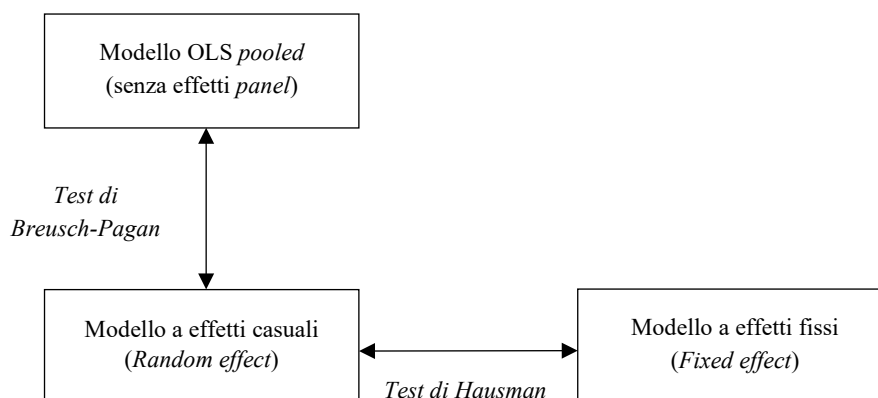 Modello OLS pooled
(senza effetti panel)
Test di
Breusch-Pagan
Modello a effetti casuali
(Random effect)
Test di Hausman
Modello a effetti fissi
(Fixed effect)